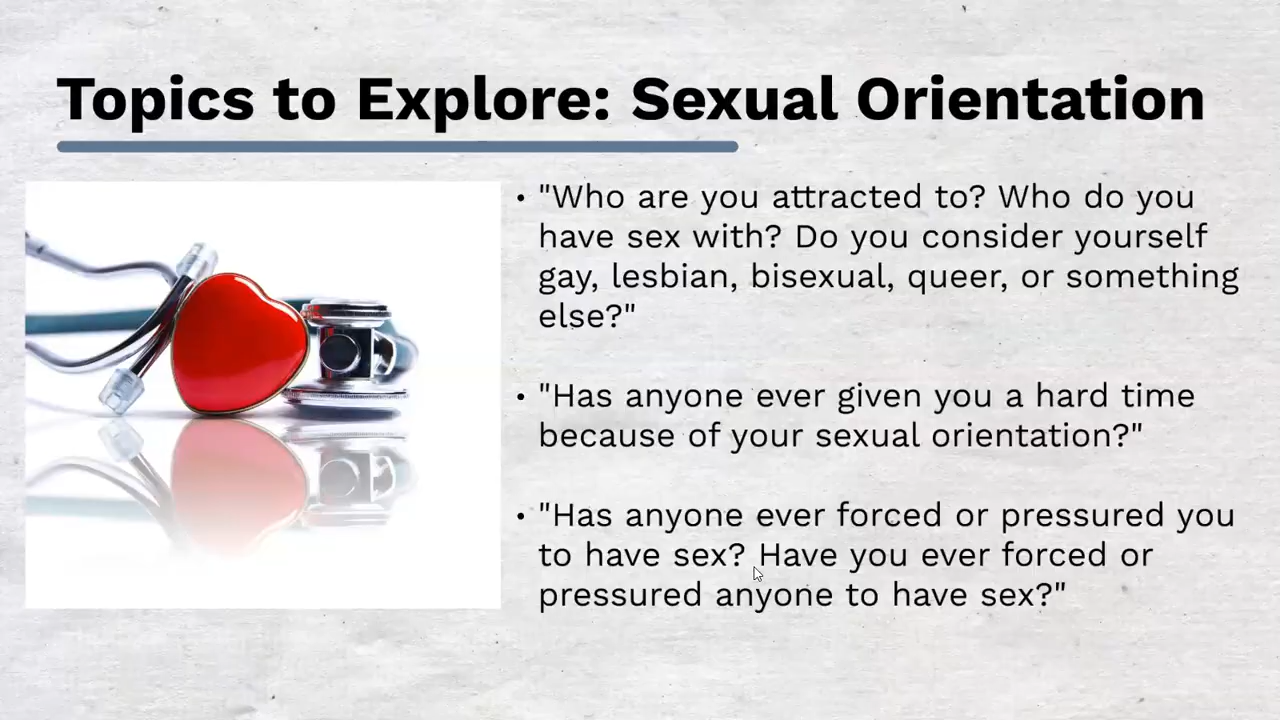 Topics to Explore: Sexual Orientation
• "Who are you attracted to? Who do you
have sex with? Do you consider yourself
gay, lesbian, bisexual, queer, or something
else?"
• "Has anyone ever given you a hard time
because of your sexual orientation?"
• "Has anyone ever forced or pressured you
to have sex? Have you ever forced or
pressured anyone to have sex?"